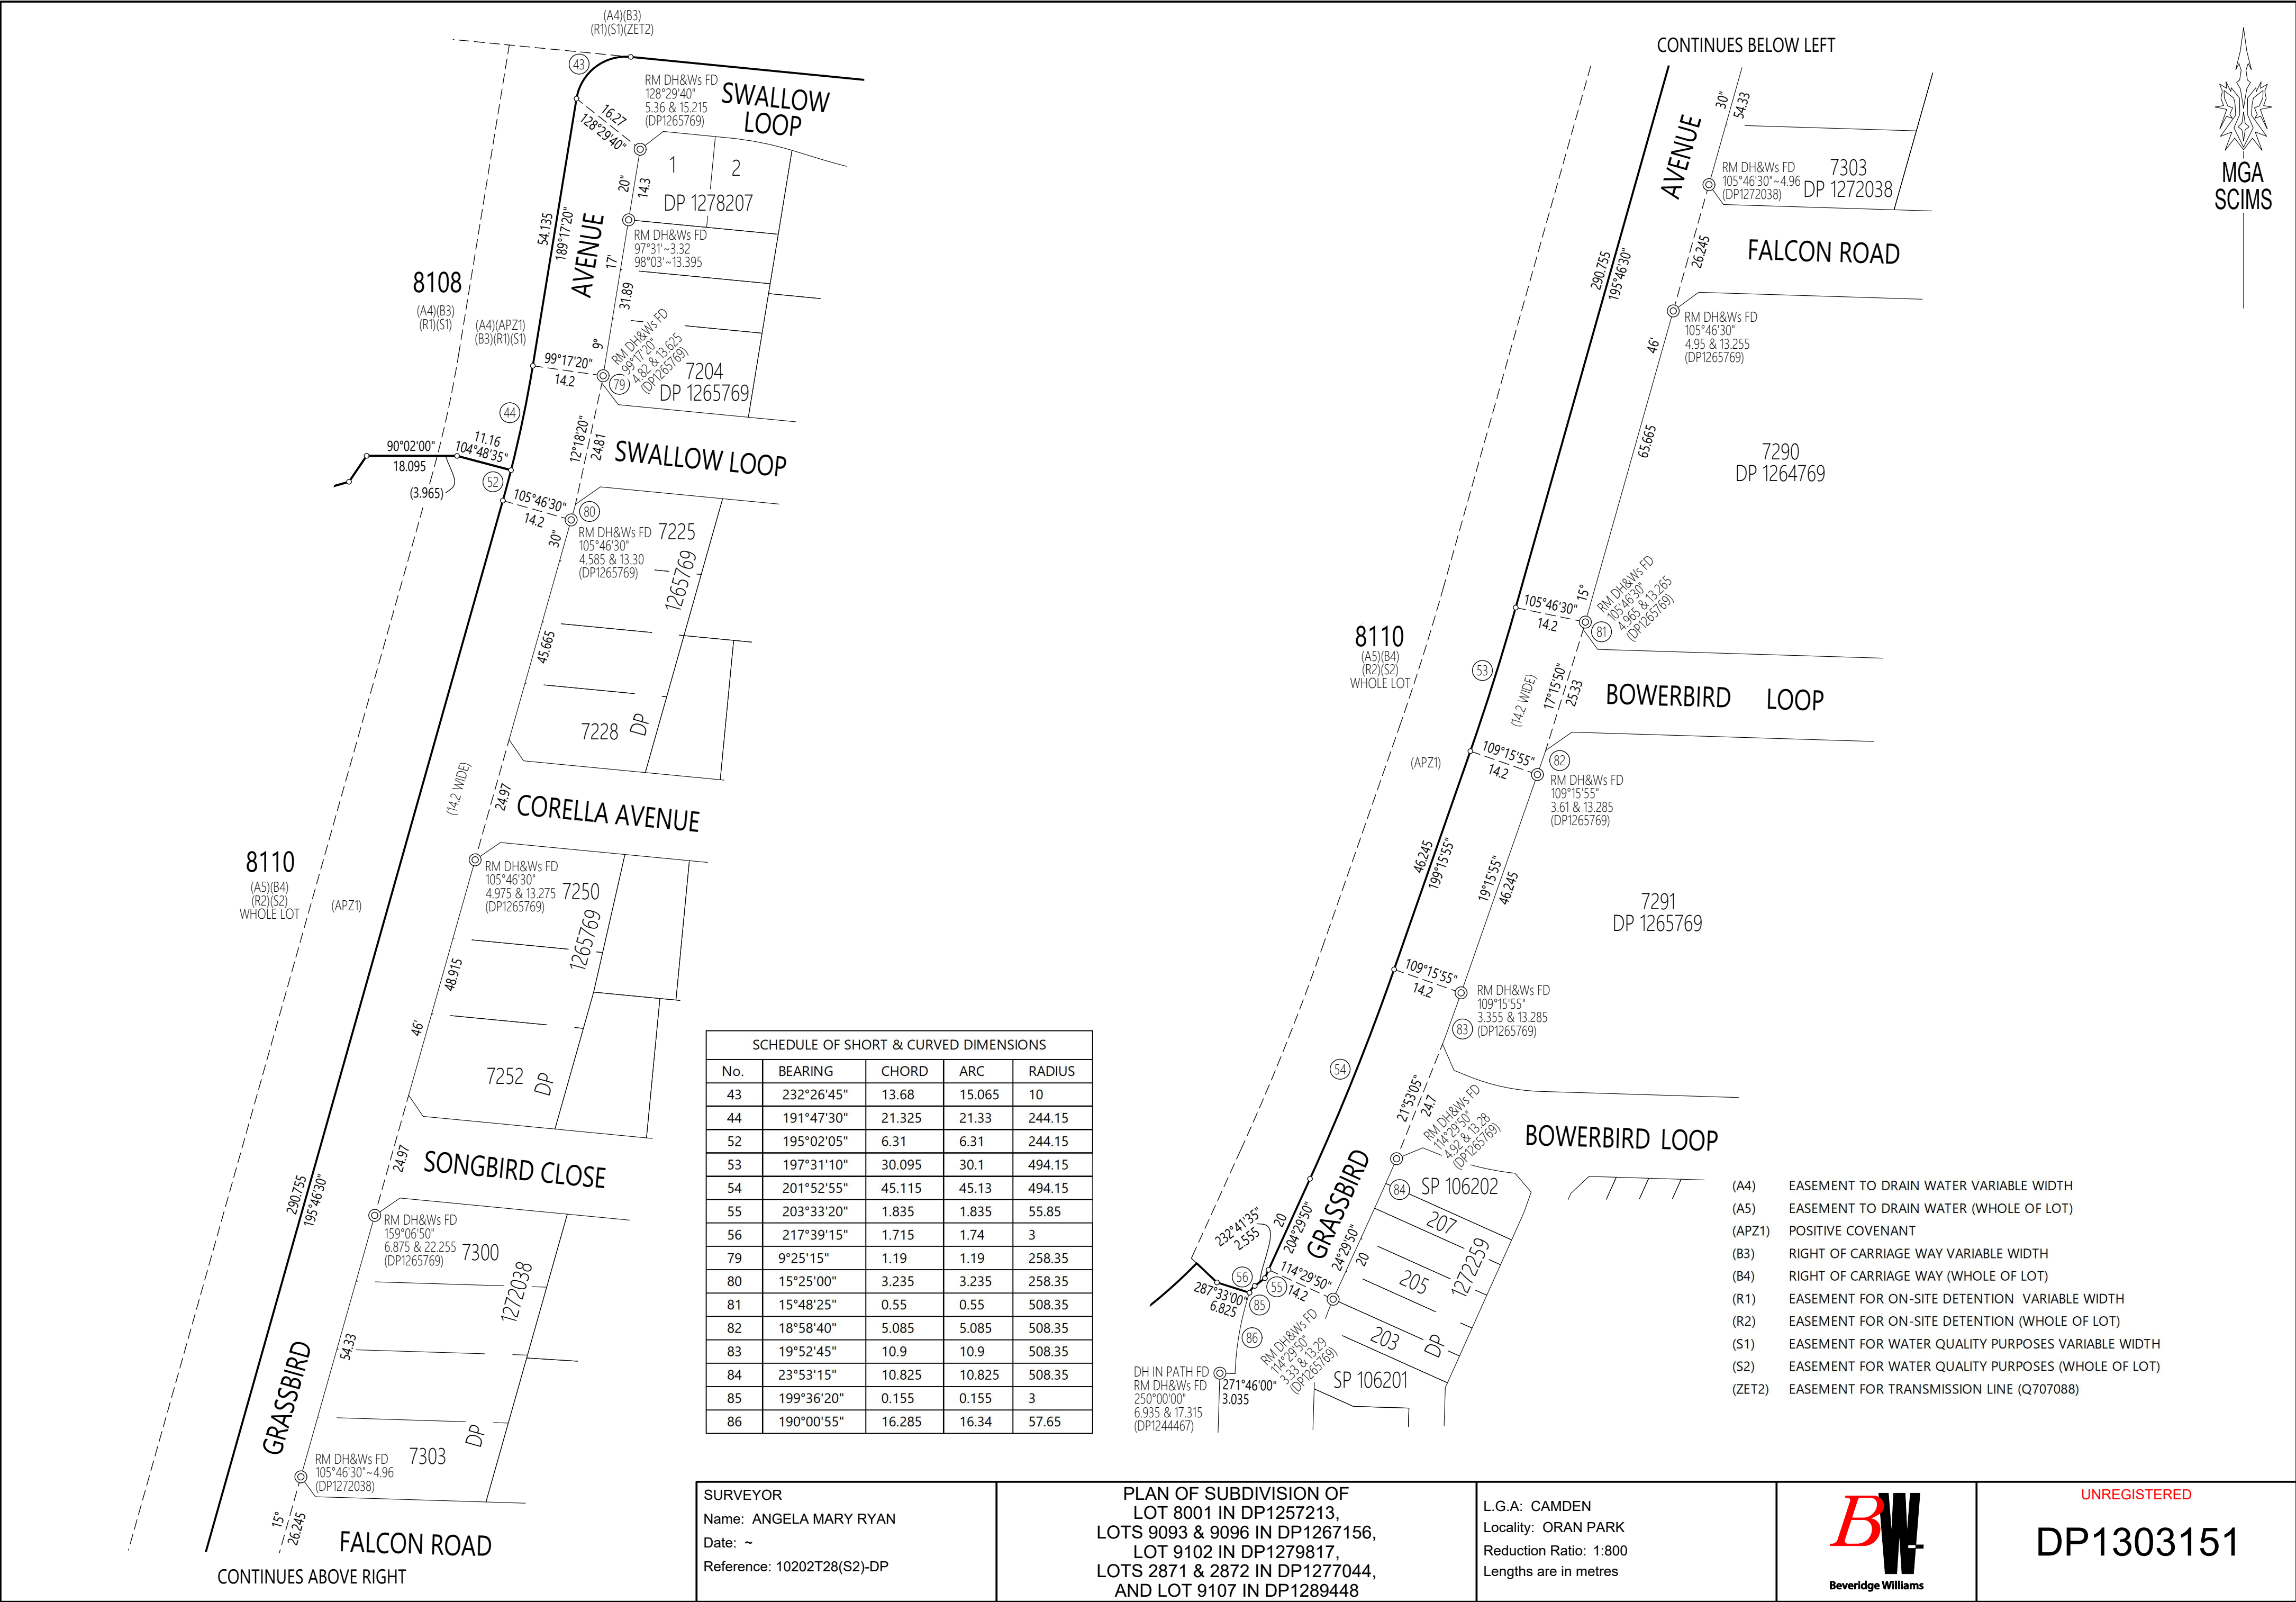 (A4)(B3)
(R1)(S1)(ZET2)
43
RM DH&Ws FD
128°29'40"
5.36 & 15.215
(DP1265769)
SWALLOW
LOOP
16.27
128°29'40"
1
2
DP 1278207
20"
14.3
54.135
189°17'20"
AVENUE
RM DH&Ws FD
97°31'~3.32
98°03'~13.395
17'
31.89
9°
8108
(A4)(B3)
(R1)(S1)
(A4)(APZ1)
(B3)(R1)(S1)
99°17'20"
14.2
RM DH&Ws FD
99°17'20"
4.82 & 13.625
(DP1265769)
79
7204
DP 1265769
44
12°18'20"
24.81
SWALLOW LOOP
90°02'00"
18.095
11.16
104°48'35"
(3.965)
52
105°46'30"
14.2
80
RM DH&Ws FD
105°46'30"
4.585 & 13.30
(DP1265769)
7225
30"
1265769
45.665
7228
DP
(14.2 WIDE)
24.97
CORELLA AVENUE
8110
(A5)(B4)
(R2)(S2)
WHOLE LOT
(APZ1)
RM DH&Ws FD
105°46'30"
4.975 & 13.275
(DP1265769)
7250
1265769
48.915
46'
7252
DP
24.97
SONGBIRD CLOSE
290.755
195°46'30"
RM DH&Ws FD
159°06'50"
6.875 & 22.255
(DP1265769)
7300
1272038
54.33
GRASSBIRD
7303
DP
RM DH&Ws FD
105°46'30"~4.96
(DP1272038)
15°
26.245
FALCON ROAD
CONTINUES ABOVE RIGHT
SCHEDULE OF SHORT & CURVED DIMENSIONS
No. BEARING CHORD ARC RADIUS
43 232°26'45" 13.68 15.065 10
44 191°47'30" 21.325 21.33 244.15
52 195°02'05" 6.31 6.31 244.15
53 197°31'10" 30.095 30.1 494.15
54 201°52'55" 45.115 45.13 494.15
55 203°33'20" 1.835 1.835 55.85
56 217°39'15" 1.715 1.74 3
79 9°25'15" 1.19 1.19 258.35
80 15°25'00" 3.235 3.235 258.35
81 15°48'25" 0.55 0.55 508.35
82 18°58'40" 5.085 5.085 508.35
83 19°52'45" 10.9 10.9 508.35
84 23°53'15" 10.825 10.825 508.35
85 199°36'20" 0.155 0.155 3
86 190°00'55" 16.285 16.34 57.65
CONTINUES BELOW LEFT
30"
54.33
AVENUE
RM DH&Ws FD
105°46'30"~4.96
(DP1272038)
7303
DP 1272038
FALCON ROAD
26.245
290.755
195°46'30"
RM DH&Ws FD
105°46'30"
4.95 & 13.255
(DP1265769)
46'
65.665
7290
DP 1264769
15°
RM DH&Ws FD
105°46'30"
4.965 & 13.265
(DP1265769)
105°46'30"
14.2
81
8110
(A5)(B4)
(R2)(S2)
WHOLE LOT
53
(14.2 WIDE)
17°15'50"
25.33
BOWERBIRD LOOP
(APZ1)
109°15'55"
14.2
82
RM DH&Ws FD
109°15'55"
3.61 & 13.285
(DP1265769)
46.245
199°15'55"
19°15'55"
46.245
7291
DP 1265769
109°15'55"
14.2
RM DH&Ws FD
109°15'55"
3.355 & 13.285
(DP1265769)
83
54
21°53'05"
24.7
RM DH&Ws FD
114°29'50"
4.92 & 13.28
(DP1265769)
BOWERBIRD LOOP
84
SP 106202
GRASSBIRD
20
204°29'50"
24°29'50"
20
207
205
203
1272259
DP
232°41'35"
2.555
56
55
114°29'50"
14.2
287°33'00"
6.825
85
86
RM DH&Ws FD
114°29'50"
3.33 & 13.29
(DP1265769)
SP 106201
DH IN PATH FD
RM DH&Ws FD
250°00'00"
6.935 & 17.315
(DP1244467)
271°46'00"
3.035
MGA
SCIMS
(A4) EASEMENT TO DRAIN WATER VARIABLE WIDTH
(A5) EASEMENT TO DRAIN WATER (WHOLE OF LOT)
(APZ1) POSITIVE COVENANT
(B3) RIGHT OF CARRIAGE WAY VARIABLE WIDTH
(B4) RIGHT OF CARRIAGE WAY (WHOLE OF LOT)
(R1) EASEMENT FOR ON-SITE DETENTION VARIABLE WIDTH
(R2) EASEMENT FOR ON-SITE DETENTION (WHOLE OF LOT)
(S1) EASEMENT FOR WATER QUALITY PURPOSES VARIABLE WIDTH
(S2) EASEMENT FOR WATER QUALITY PURPOSES (WHOLE OF LOT)
(ZET2) EASEMENT FOR TRANSMISSION LINE (Q707088)
SURVEYOR
Name: ANGELA MARY RYAN
Date: ~
Reference: 10202T28(S2)-DP
PLAN OF SUBDIVISION OF
LOT 8001 IN DP1257213,
LOTS 9093 & 9096 IN DP1267156,
LOT 9102 IN DP1279817,
LOTS 2871 & 2872 IN DP1277044,
AND LOT 9107 IN DP1289448
L.G.A: CAMDEN
Locality: ORAN PARK
Reduction Ratio: 1:800
Lengths are in metres
BW
Beveridge Williams
UNREGISTERED
DP1303151